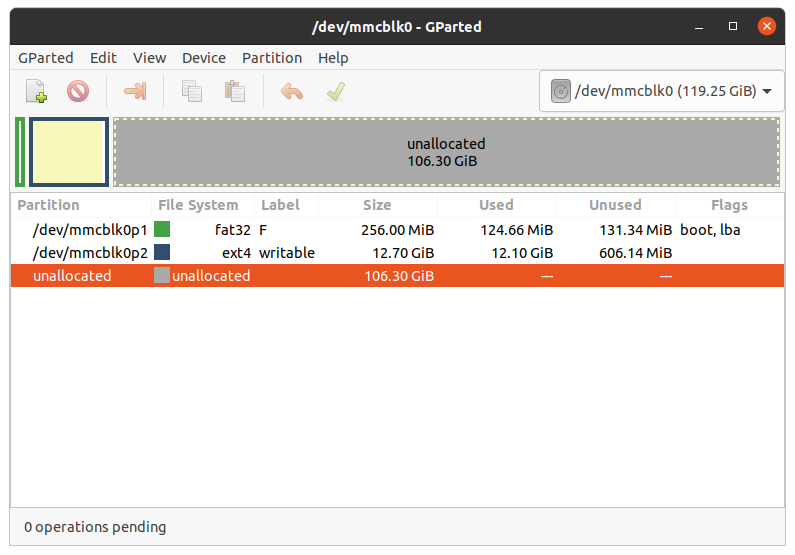 /dev/mmcblk0 - GParted
GParted Edit View Device Partition Help
/dev/mmcblk0 (119.25 GiB)
unallocated
106.30 GiB
Partition File System Label Size Used Unused Flags
/dev/mmcblk0p1 fat32 F 256.00 MiB 124.66 MiB 131.34 MiB boot, lba
/dev/mmcblk0p2 ext4 writable 12.70 GiB 12.10 GiB 606.14 MiB
unallocated unallocated 106.30 GiB --- ---
0 operations pending